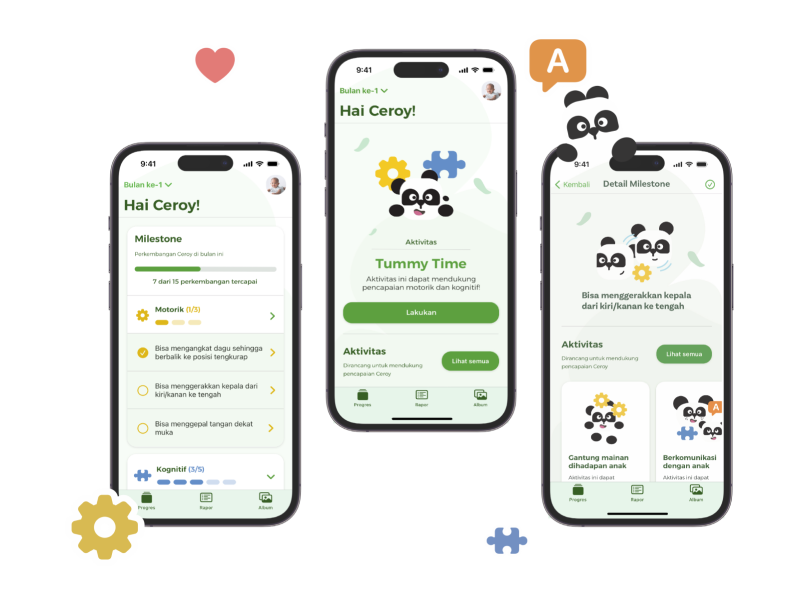 9:41
Bulan ke-1
Hai Ceroy!
Milestone
Perkembangan Ceroy di bulan ini
7 dari 15 perkembangan tercapai
Motorik (1/3)
Bisa mengangkat dagu sehingga
berbalik ke posisi tengkurap
Bisa menggerakkan kepala dari
kiri/kanan ke tengah
Bisa menggepal tangan dekat
muka
Kognitif (3/5)
Progres
Rapor
Album
9:41
Bulan ke-1
Hai Ceroy!
Aktivitas
Tummy Time
Aktivitas ini dapat mendukung
pencapaian motorik dan kognitif!
Lakukan
Aktivitas
Dirancang untuk mendukung
pencapaian Ceroy
Lihat semua
Progres
Rapor
Album
A
9:41
Kembali
Detail Milestone
Bisa menggerakkan kepala
dari kiri/kanan ke tengah
Aktivitas
Dirancang untuk mendukung
pencapaian Ceroy
Lihat semua
A
Gantung mainan
dihadapan anak
Aktivitas ini dapat
Berkomunikasi
dengan anak
Aktivitas ini dapat
Progres
Rapor
Album